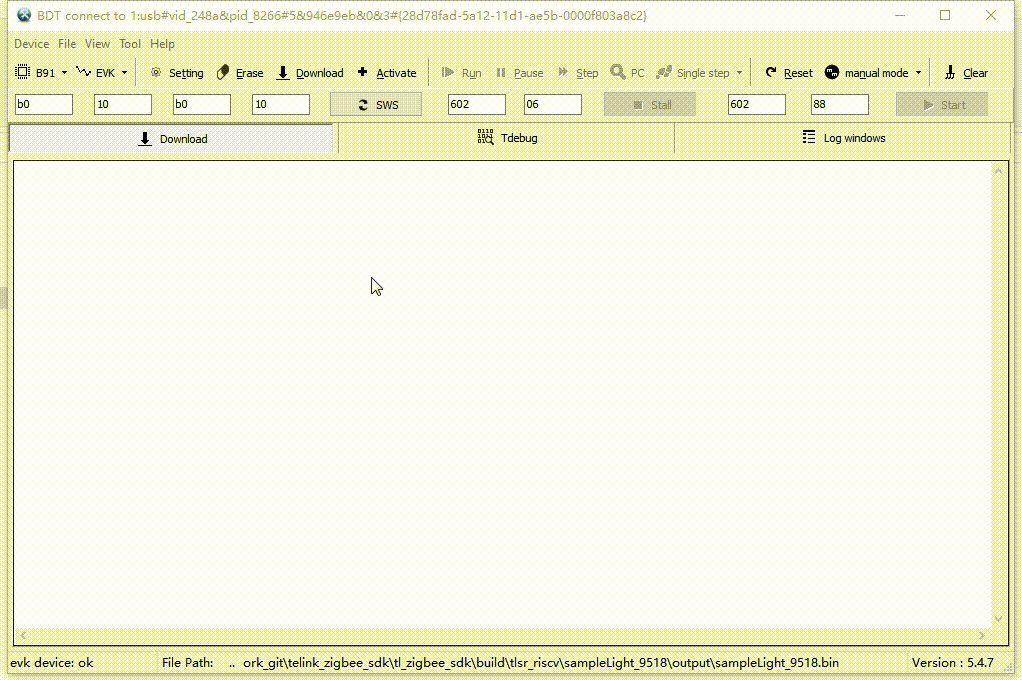 BDT connect to 1:usb#vid_248a&pid_8266#5&946e9eb&0&3#{28d78fad-5a12-11d1-ae5b-0000f803a8c2}
Device File View Tool Help
B91 EVK Setting Erase Download Activate Run Pause Step PC Single step Reset manual mode Clear
b0 10 b0 10 SWS 602 06 Stall 602 88 Start
Download Tdebug Log windows
evk device: ok File Path: .. ork_git\telink_zigbee_sdk\tl_zigbee_sdk\build\tlsr_riscv\sampleLight_9518\output\sampleLight_9518.bin Version : 5.4.7